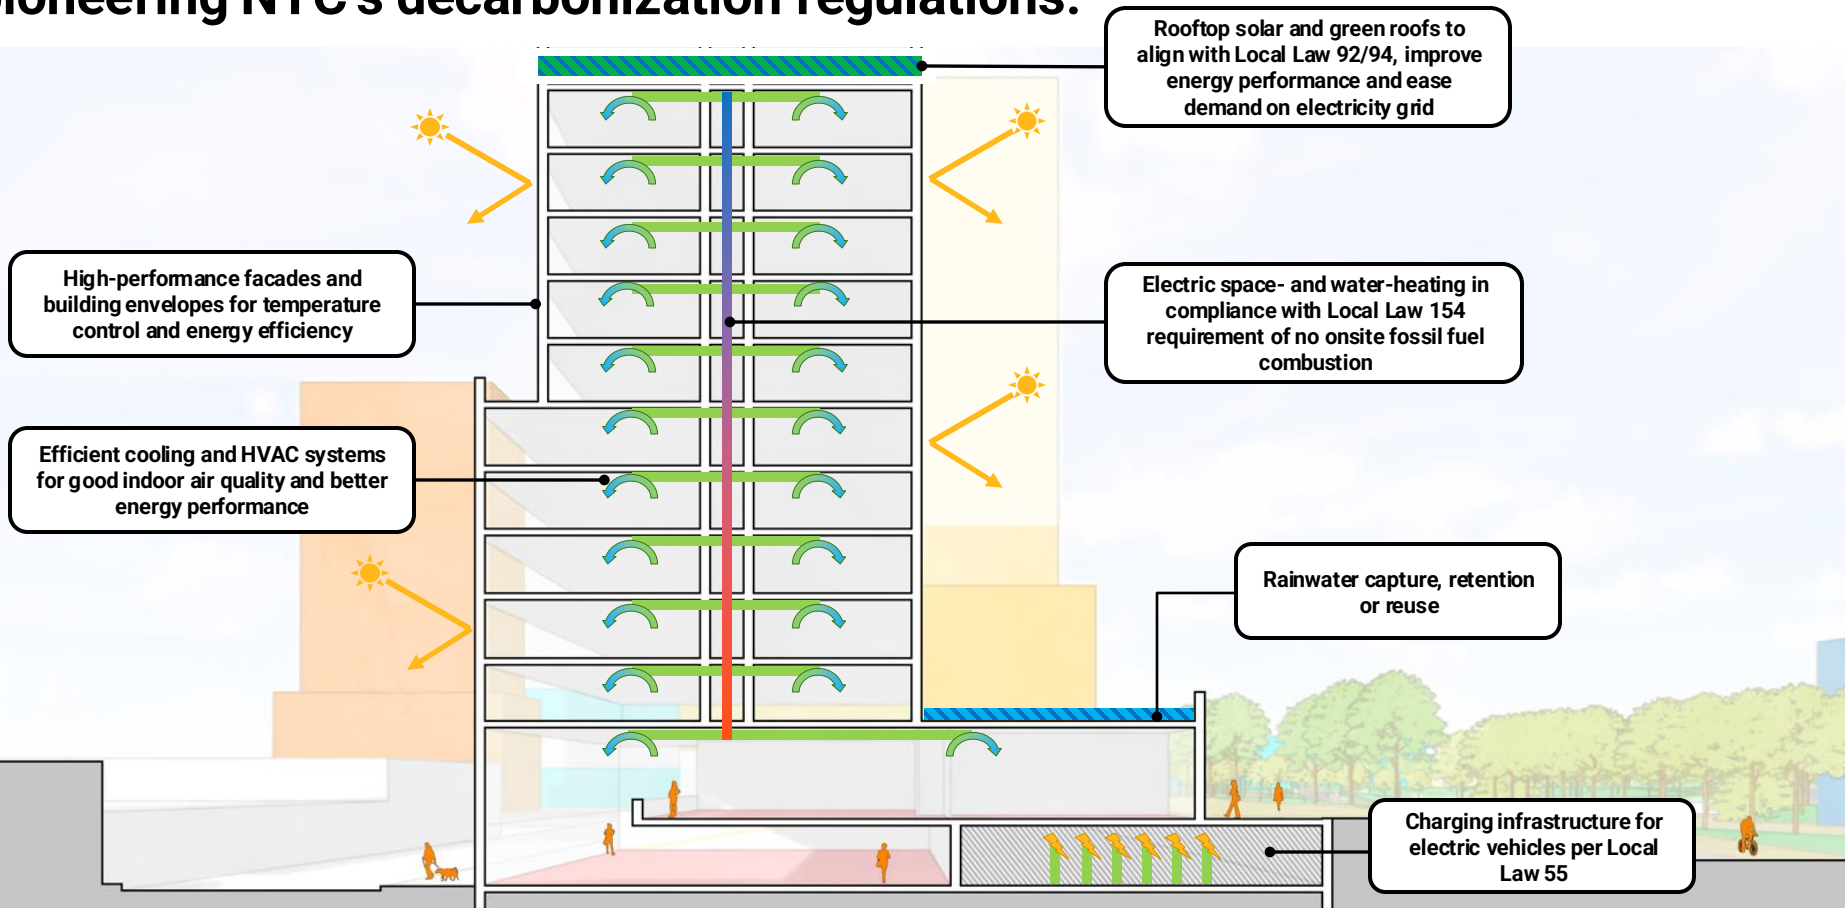 pioneering NYC's decarbonization regulations.
Rooftop solar and green roofs to
align with Local Law 92/94, improve
energy performance and ease
demand on electricity grid
High-performance facades and
building envelopes for temperature
control and energy efficiency
Electric space- and water-heating in
compliance with Local Law 154
requirement of no onsite fossil fuel
combustion
Efficient cooling and HVAC systems
for good indoor air quality and better
energy performance
Rainwater capture, retention
or reuse
Charging infrastructure for
electric vehicles per Local
Law 55